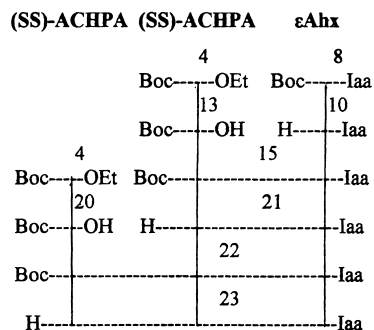 (SS)-ACHPA (SS)-ACHPA εAhx
4 8
Boc------OEt Boc------Iaa
13 10
Boc------OH H------Iaa
4 15
Boc------OEt Boc------Iaa
20 21
Boc------OH H------Iaa
22
Boc------Iaa
23
H------Iaa